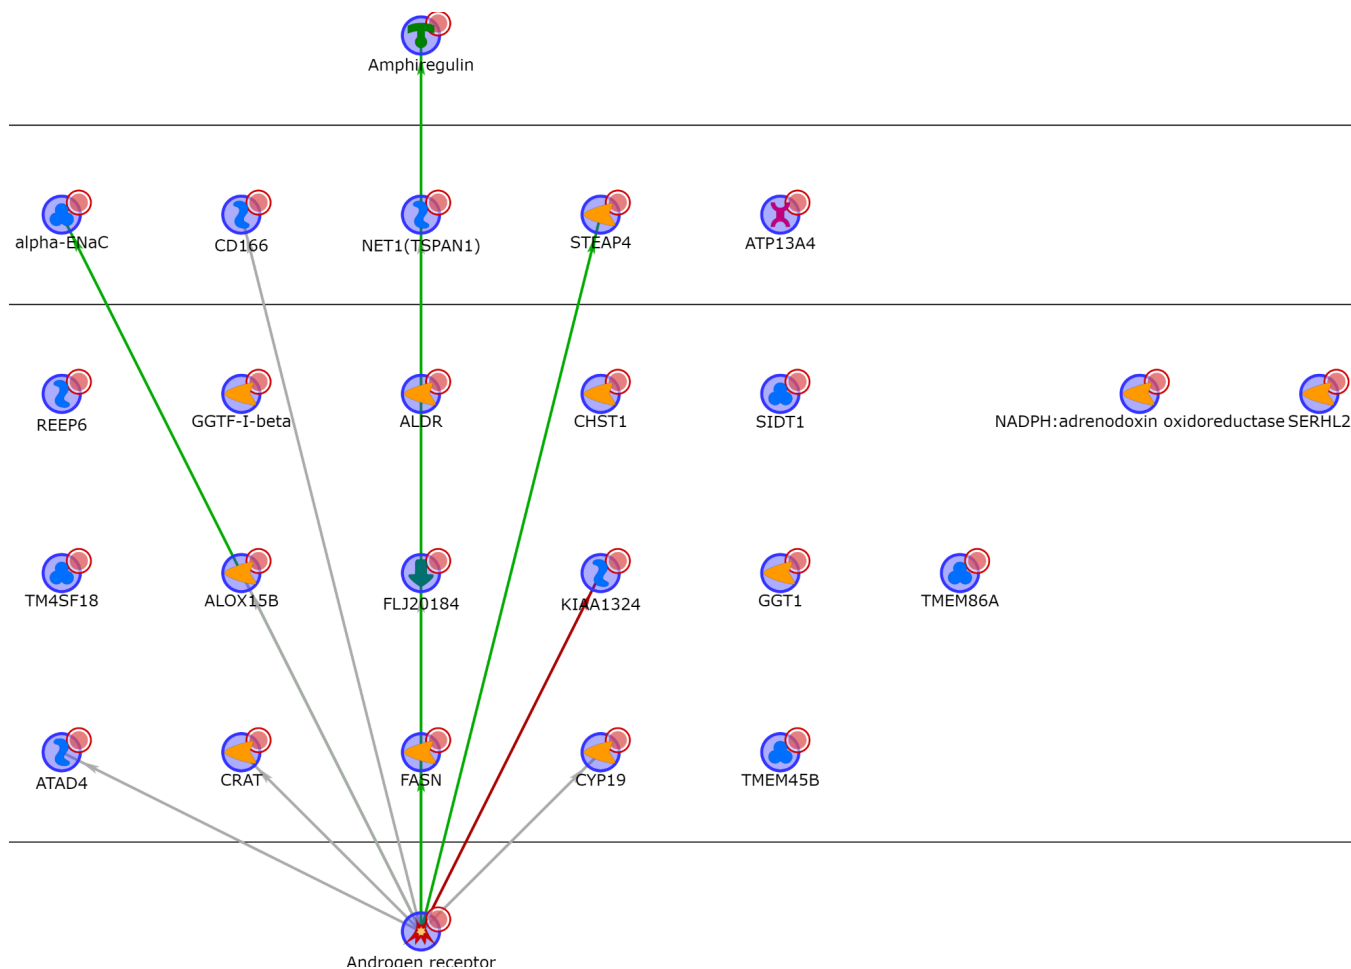 Amphiregulin
alpha-ENaC
CD166
NET1(TSPAN1)
STEAP4
ATP13A4
REEP6
GGTF-I-beta
ALDR
CHST1
SIDT1
NADPH:adrenodoxin oxidoreductase
SERHL2
TM4SF18
ALOX15B
FLJ20184
KIAA1324
GGT1
TMEM86A
ATAD4
CRAT
FASN
CYP19
TMEM45B
Androgen receptor